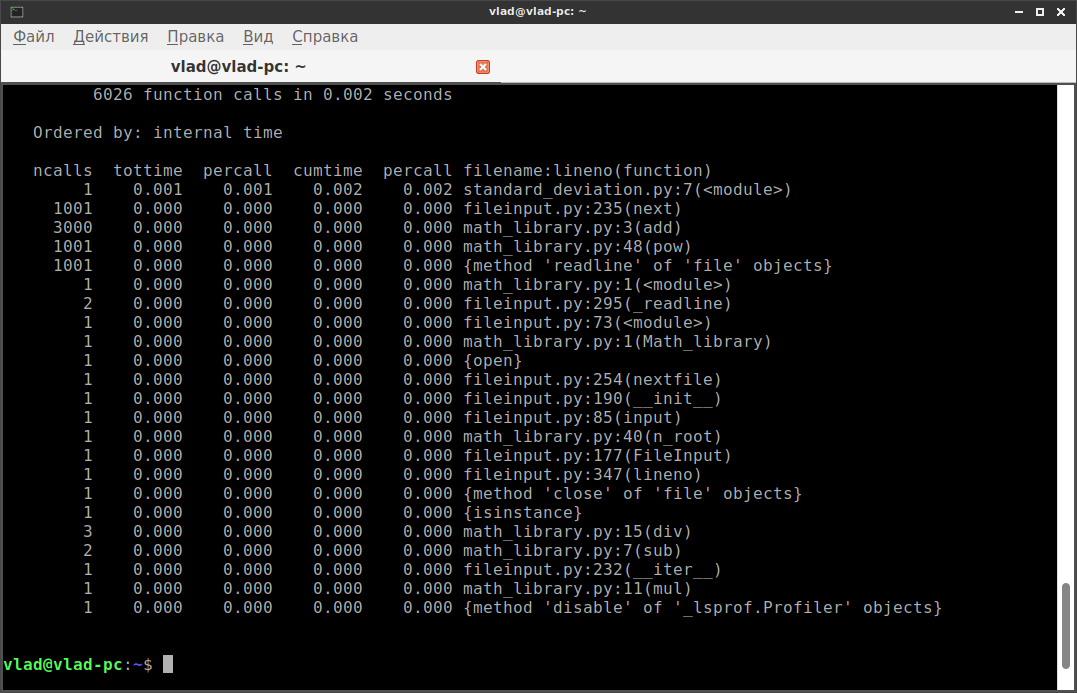 vlad@vlad-pc: ~
Файл Действия Правка Вид Справка
vlad@vlad-pc: ~
6026 function calls in 0.002 seconds
Ordered by: internal time
ncalls tottime percall cumtime percall filename:lineno(function)
1 0.001 0.001 0.002 0.002 standard_deviation.py:7(<module>)
1001 0.000 0.000 0.000 0.000 fileinput.py:235(next)
3000 0.000 0.000 0.000 0.000 math_library.py:3(add)
1001 0.000 0.000 0.000 0.000 math_library.py:48(pow)
1001 0.000 0.000 0.000 0.000 {method 'readline' of 'file' objects}
1 0.000 0.000 0.000 0.000 math_library.py:1(<module>)
2 0.000 0.000 0.000 0.000 fileinput.py:295(_readline)
1 0.000 0.000 0.000 0.000 fileinput.py:73(<module>)
1 0.000 0.000 0.000 0.000 math_library.py:1(Math_library)
1 0.000 0.000 0.000 0.000 {open}
1 0.000 0.000 0.000 0.000 fileinput.py:254(nextfile)
1 0.000 0.000 0.000 0.000 fileinput.py:190(__init__)
1 0.000 0.000 0.000 0.000 fileinput.py:85(input)
1 0.000 0.000 0.000 0.000 math_library.py:40(n_root)
1 0.000 0.000 0.000 0.000 fileinput.py:177(FileInput)
1 0.000 0.000 0.000 0.000 fileinput.py:347(lineno)
1 0.000 0.000 0.000 0.000 {method 'close' of 'file' objects}
1 0.000 0.000 0.000 0.000 {isinstance}
3 0.000 0.000 0.000 0.000 math_library.py:15(div)
2 0.000 0.000 0.000 0.000 math_library.py:7(sub)
1 0.000 0.000 0.000 0.000 fileinput.py:232(__iter__)
1 0.000 0.000 0.000 0.000 math_library.py:11(mul)
1 0.000 0.000 0.000 0.000 {method 'disable' of '_lsprof.Profiler' objects}
vlad@vlad-pc:~$